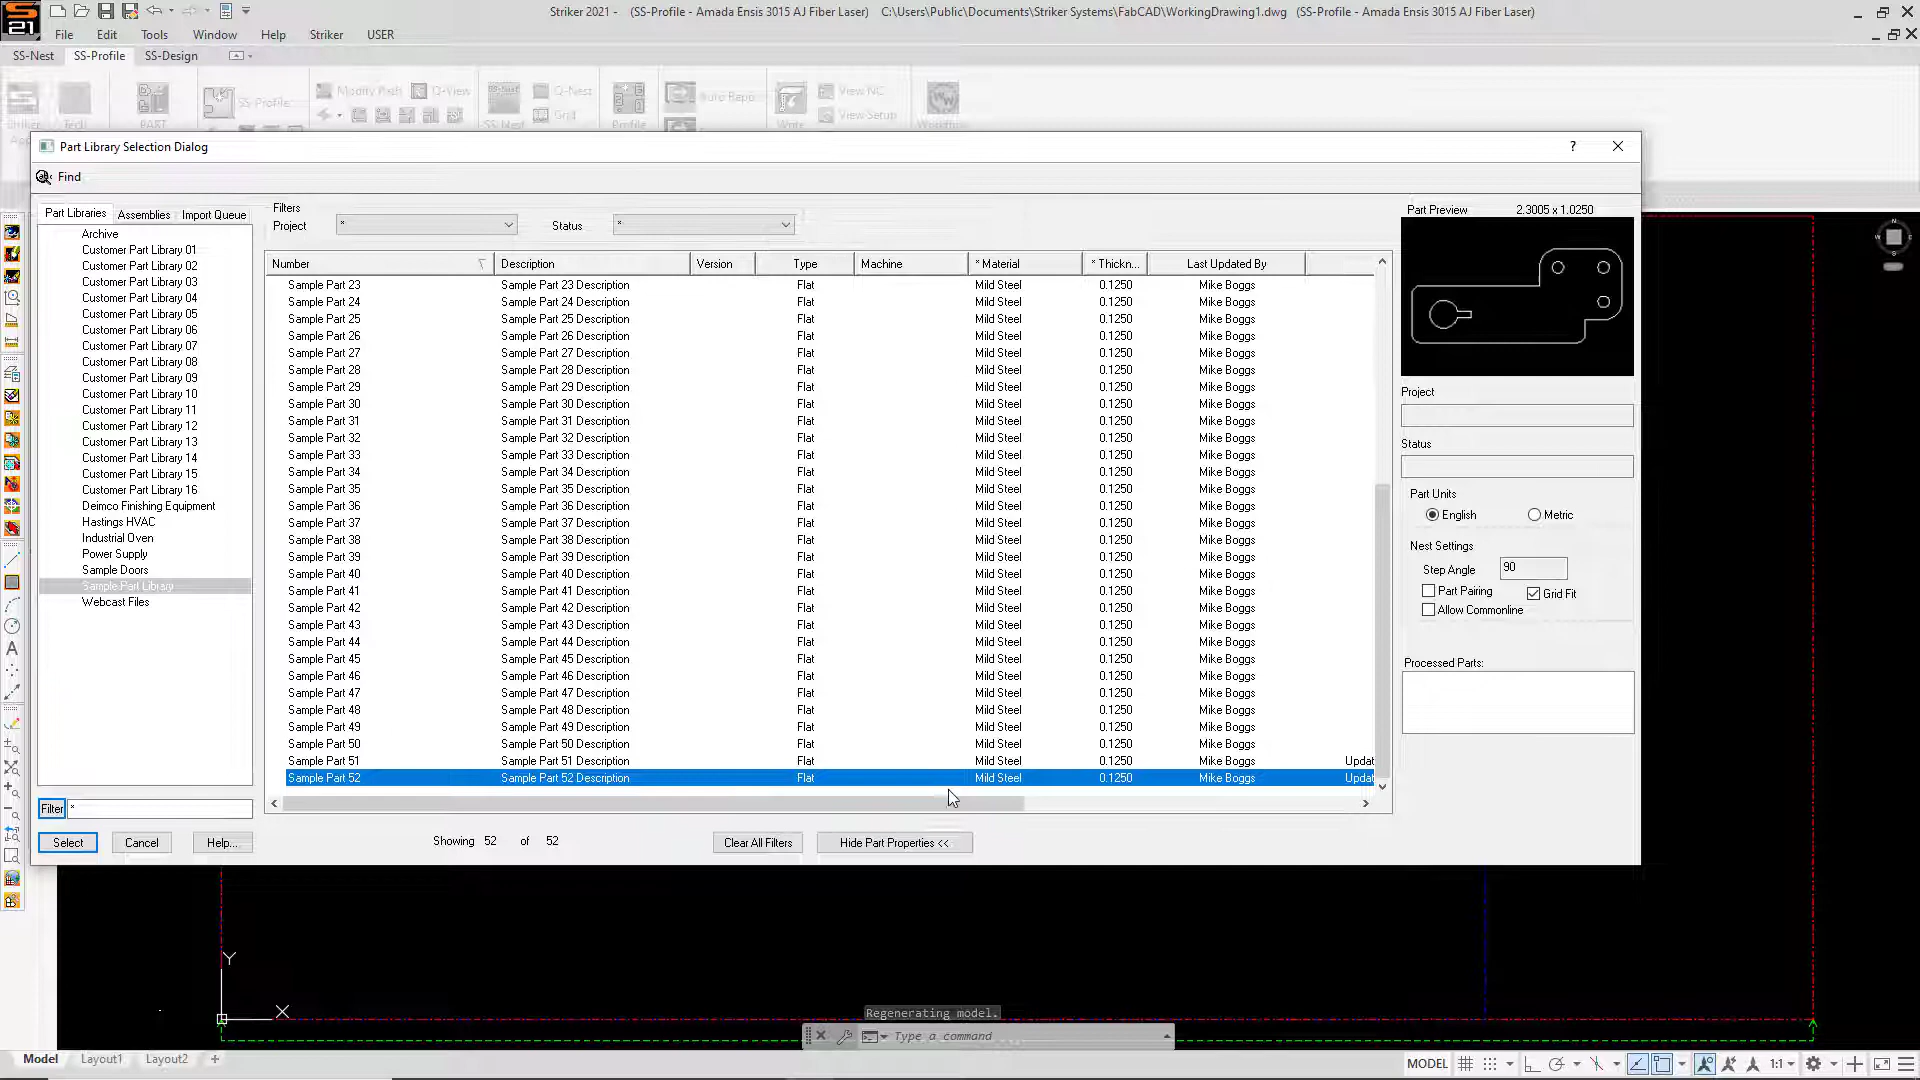 Striker 2021 - (SS-Profile - Amada Ensis 3015 AJ Fiber Laser) C:\Users\Public\Documents\Striker Systems\FabCAD\WorkingDrawing1.dwg (SS-Profile - Amada Ensis 3015 AJ Fiber Laser)
S 21
File Edit Tools Window Help Striker USER
SS-Nest SS-Profile SS-Design
SS-Profile Modify Path Q-View SS-Nest Q-Nest Auto Repo View NC
Striker Tech PART SS-Nest Grid Profile Write View Setup Workflow
Part Library Selection Dialog ?
Find
Part Libraries Assemblies Import Queue
Archive
Customer Part Library 01
Customer Part Library 02
Customer Part Library 03
Customer Part Library 04
Customer Part Library 05
Customer Part Library 06
Customer Part Library 07
Customer Part Library 08
Customer Part Library 09
Customer Part Library 10
Customer Part Library 11
Customer Part Library 12
Customer Part Library 13
Customer Part Library 14
Customer Part Library 15
Customer Part Library 16
Deimco Finishing Equipment
Hastings HVAC
Industrial Oven
Power Supply
Sample Doors
Sample Part Library
Webcast Files
Filter *
Select Cancel Help...
Filters
Project * Status *
Number Description Version Type Machine * Material * Thickn... Last Updated By
Sample Part 23 Sample Part 23 Description Flat Mild Steel 0.1250 Mike Boggs
Sample Part 24 Sample Part 24 Description Flat Mild Steel 0.1250 Mike Boggs
Sample Part 25 Sample Part 25 Description Flat Mild Steel 0.1250 Mike Boggs
Sample Part 26 Sample Part 26 Description Flat Mild Steel 0.1250 Mike Boggs
Sample Part 27 Sample Part 27 Description Flat Mild Steel 0.1250 Mike Boggs
Sample Part 28 Sample Part 28 Description Flat Mild Steel 0.1250 Mike Boggs
Sample Part 29 Sample Part 29 Description Flat Mild Steel 0.1250 Mike Boggs
Sample Part 30 Sample Part 30 Description Flat Mild Steel 0.1250 Mike Boggs
Sample Part 31 Sample Part 31 Description Flat Mild Steel 0.1250 Mike Boggs
Sample Part 32 Sample Part 32 Description Flat Mild Steel 0.1250 Mike Boggs
Sample Part 33 Sample Part 33 Description Flat Mild Steel 0.1250 Mike Boggs
Sample Part 34 Sample Part 34 Description Flat Mild Steel 0.1250 Mike Boggs
Sample Part 35 Sample Part 35 Description Flat Mild Steel 0.1250 Mike Boggs
Sample Part 36 Sample Part 36 Description Flat Mild Steel 0.1250 Mike Boggs
Sample Part 37 Sample Part 37 Description Flat Mild Steel 0.1250 Mike Boggs
Sample Part 38 Sample Part 38 Description Flat Mild Steel 0.1250 Mike Boggs
Sample Part 39 Sample Part 39 Description Flat Mild Steel 0.1250 Mike Boggs
Sample Part 40 Sample Part 40 Description Flat Mild Steel 0.1250 Mike Boggs
Sample Part 41 Sample Part 41 Description Flat Mild Steel 0.1250 Mike Boggs
Sample Part 42 Sample Part 42 Description Flat Mild Steel 0.1250 Mike Boggs
Sample Part 43 Sample Part 43 Description Flat Mild Steel 0.1250 Mike Boggs
Sample Part 44 Sample Part 44 Description Flat Mild Steel 0.1250 Mike Boggs
Sample Part 45 Sample Part 45 Description Flat Mild Steel 0.1250 Mike Boggs
Sample Part 46 Sample Part 46 Description Flat Mild Steel 0.1250 Mike Boggs
Sample Part 47 Sample Part 47 Description Flat Mild Steel 0.1250 Mike Boggs
Sample Part 48 Sample Part 48 Description Flat Mild Steel 0.1250 Mike Boggs
Sample Part 49 Sample Part 49 Description Flat Mild Steel 0.1250 Mike Boggs
Sample Part 50 Sample Part 50 Description Flat Mild Steel 0.1250 Mike Boggs
Sample Part 51 Sample Part 51 Description Flat Mild Steel 0.1250 Mike Boggs Updat
Sample Part 52 Sample Part 52 Description Flat Mild Steel 0.1250 Mike Boggs Updat
Showing 52 of 52 Clear All Filters Hide Part Properties <<
Part Preview 2.3005 x 1.0250
Project
Status
Part Units
English Metric
Nest Settings
Step Angle 90
Part Pairing Grid Fit
Allow Commonline
Processed Parts:
Y
X
Regenerating model.
Type a command
Model Layout1 Layout2 +
MODEL 1:1